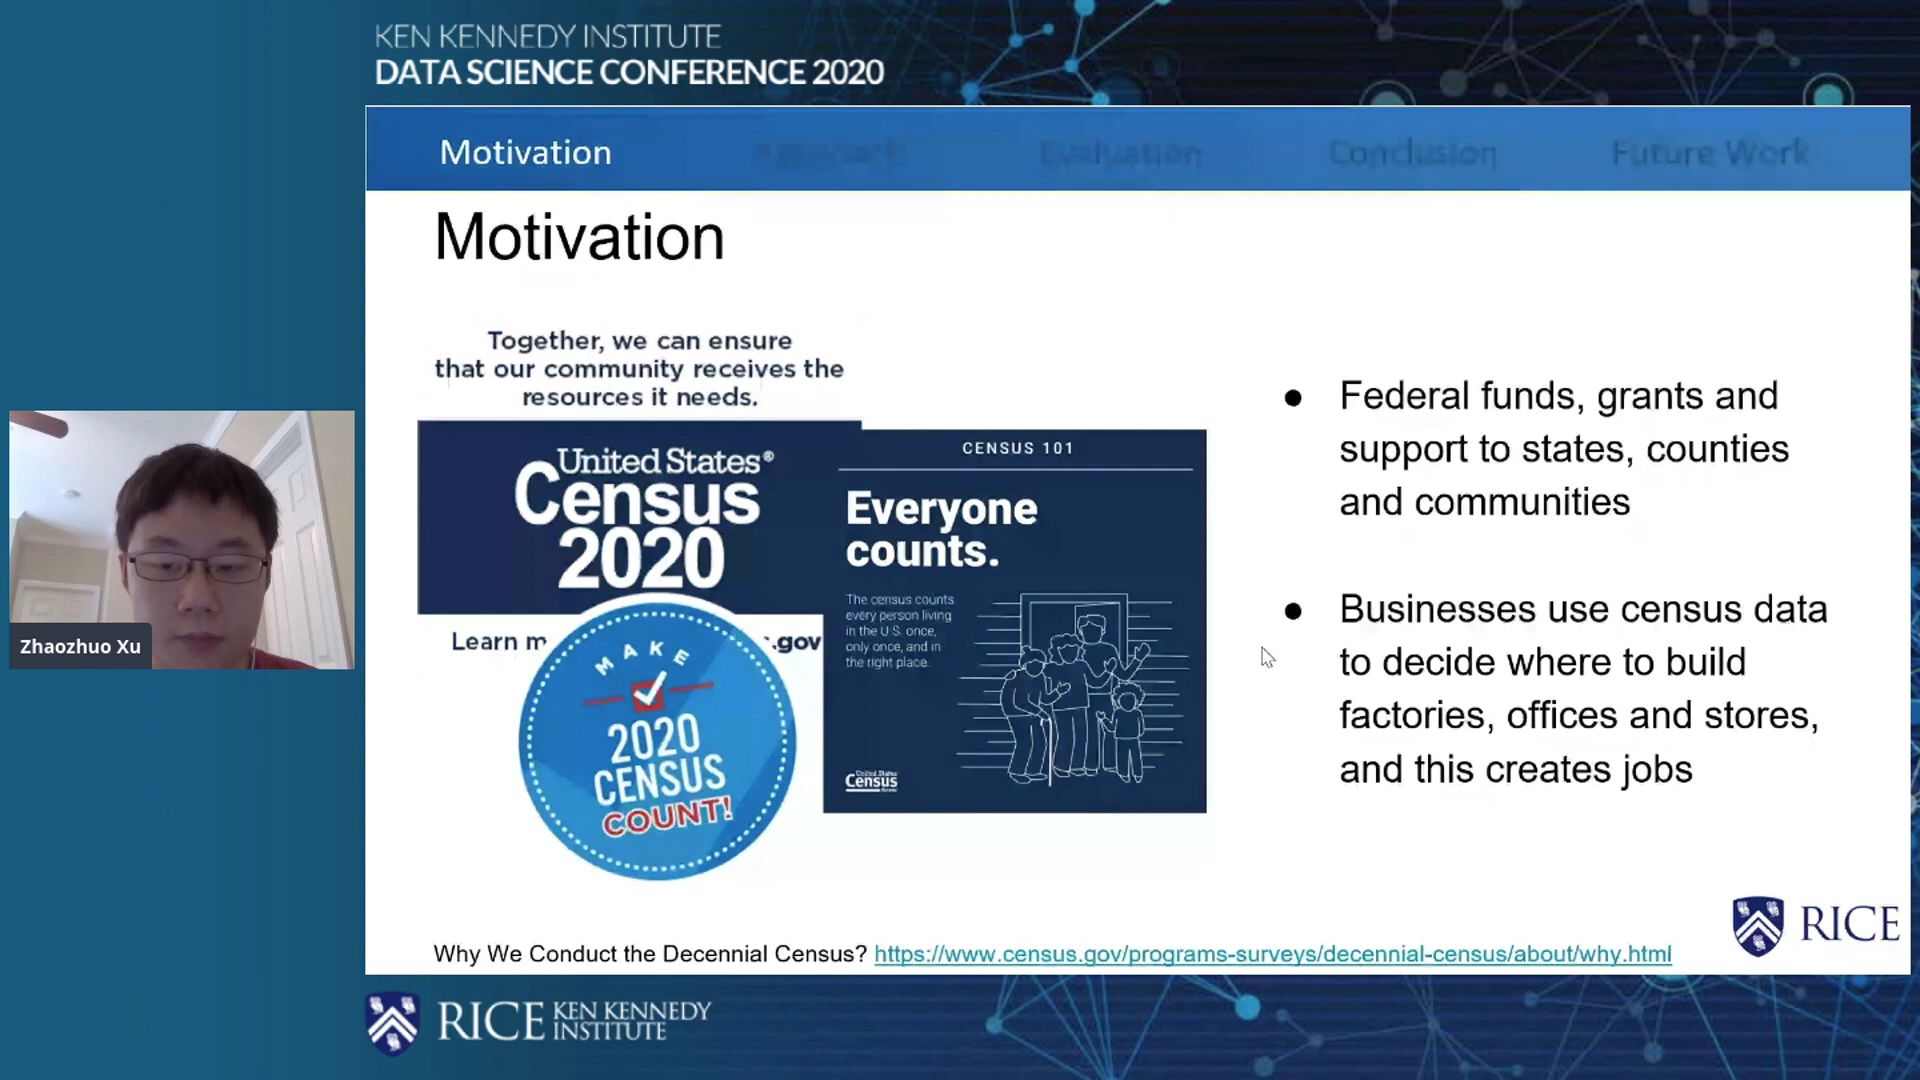 KEN KENNEDY INSTITUTE
DATA SCIENCE CONFERENCE 2020
Motivation Approach Evaluation Conclusion Future Work
Motivation
Together, we can ensure
that our community receives the
resources it needs.
United States®
Census
2020
Learn m
.gov
MAKE
2020
CENSUS
COUNT!
CENSUS 101
Everyone
counts.
The census counts
every person living
in the U.S. once,
only once, and in
the right place.
United States
Census
● Federal funds, grants and
support to states, counties
and communities
● Businesses use census data
to decide where to build
factories, offices and stores,
and this creates jobs
Zhaozhuo Xu
RICE
Why We Conduct the Decennial Census? https://www.census.gov/programs-surveys/decennial-census/about/why.html
RICE KEN KENNEDY
INSTITUTE